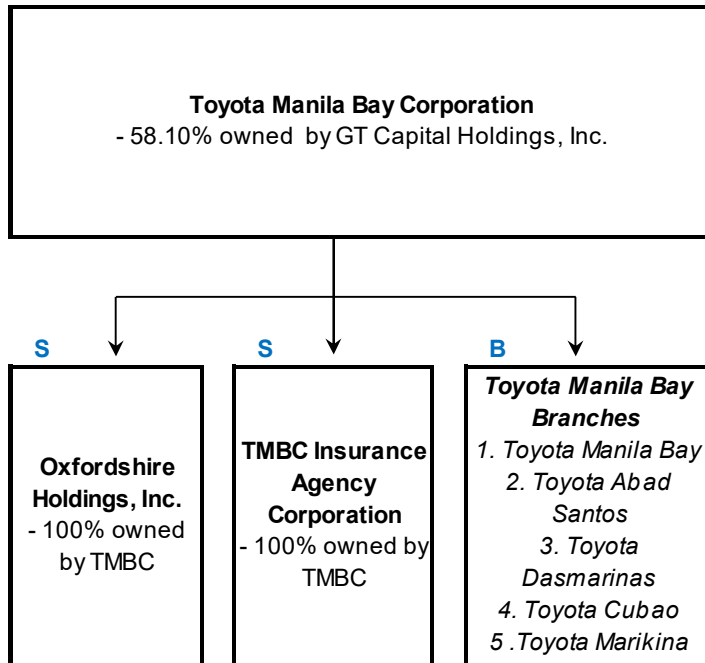 Toyota Manila Bay Corporation
- 58.10% owned by GT Capital Holdings, Inc.
S
S
B
Oxfordshire
Holdings, Inc.
- 100% owned
by TMBC
TMBC Insurance
Agency
Corporation
- 100% owned by
TMBC
Toyota Manila Bay
Branches
1. Toyota Manila Bay
2. Toyota Abad
Santos
3. Toyota
Dasmarinas
4. Toyota Cubao
5 .Toyota Marikina